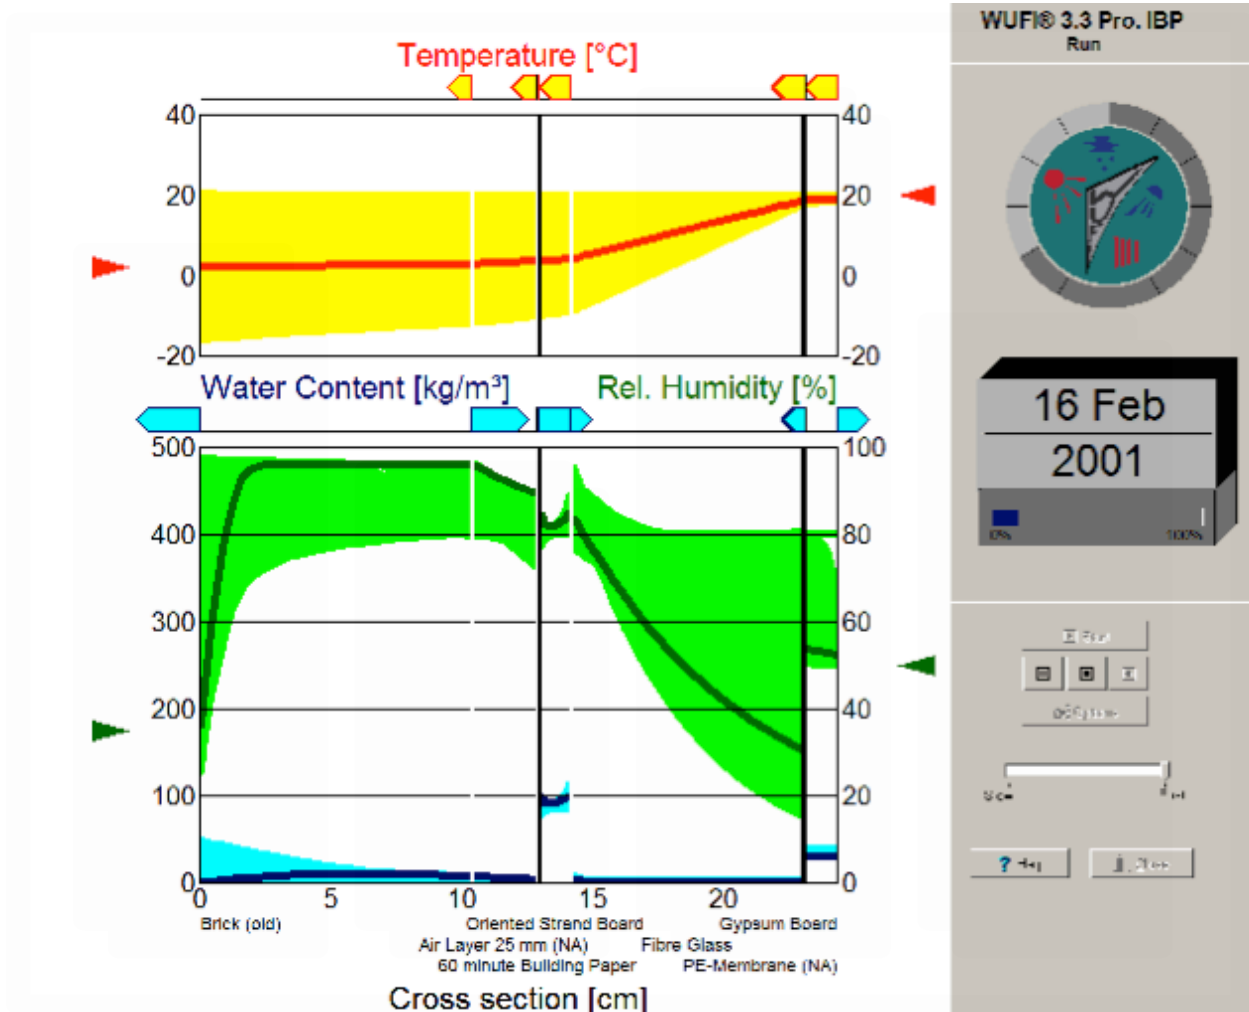 WUFI® 3.3 Pro. IBP
Run
Temperature [°C]
40
20
0
-20
40
20
0
-20
Water Content [kg/m³]
Rel. Humidity [%]
500
400
300
200
100
0
100
80
60
40
20
0
0
5
10
15
20
Brick (old)
Oriented Strand Board
Gypsum Board
Air Layer 25 mm (NA)
Fibre Glass
60 minute Building Paper
PE-Membrane (NA)
Cross section [cm]
16 Feb
2001
0%
100%
?